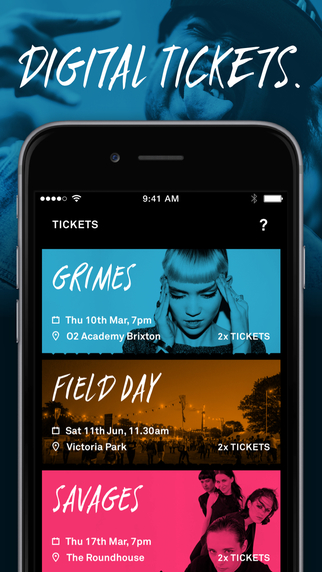 DIGITAL TICKETS.
9:41 AM
TICKETS ?
GRIMES
Thu 10th Mar, 7pm
O2 Academy Brixton 2x TICKETS
FIELD DAY
Sat 11th Jun, 11.30am
Victoria Park 2x TICKETS
SAVAGES
Thu 17th Mar, 7pm
The Roundhouse 2x TICKETS